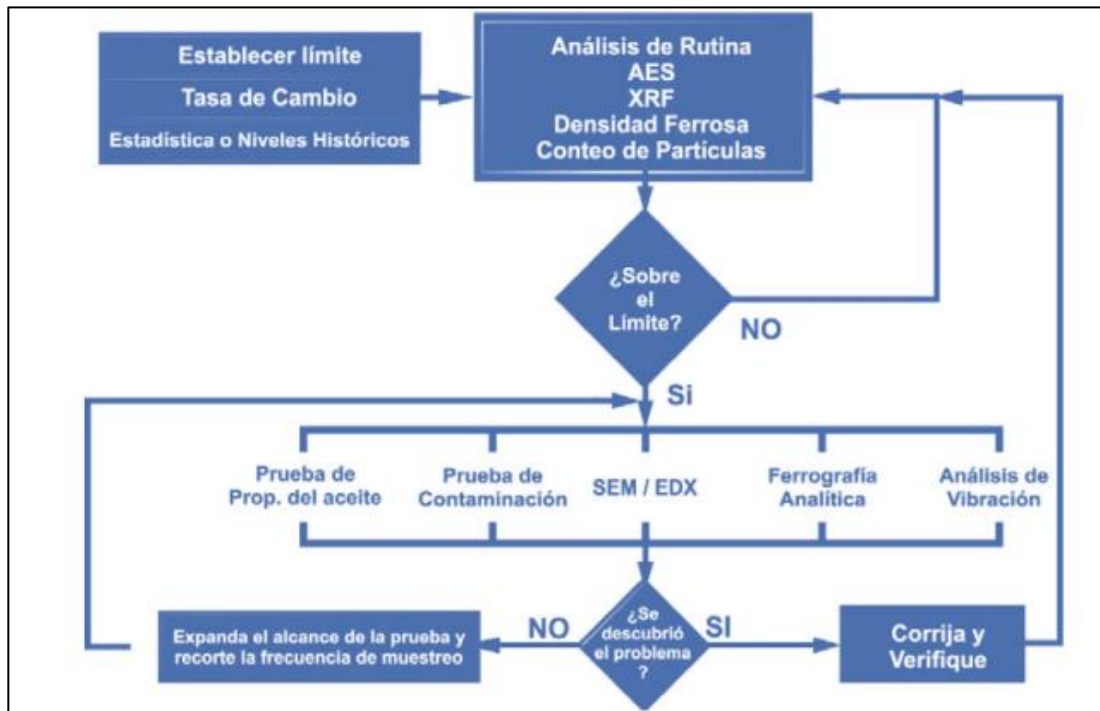 Establecer límite
Tasa de Cambio
Estadística o Niveles Históricos
Análisis de Rutina
AES
XRF
Densidad Ferrosa
Conteo de Partículas
¿Sobre
el
Límite?
NO
Si
Prueba de
Prop. del aceite
Prueba de
Contaminación
SEM / EDX
Ferrografía
Analítica
Análisis de
Vibración
Expanda el alcance de la prueba y
recorte la frecuencia de muestreo
NO
¿Se
descubrió
el problema
?
SI
Corrija y
Verifique